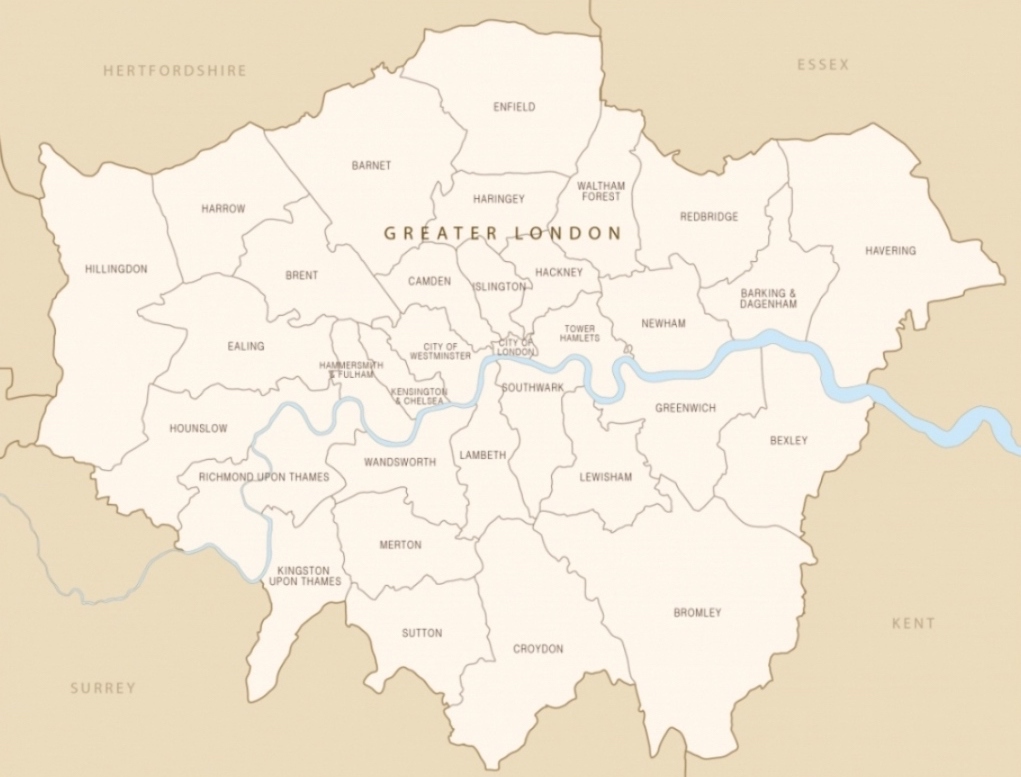 ESSEX
HERTFORDSHIRE
ENFIELD
BARNET
WALTHAM
FOREST
HARINGEY
HARROW
REDBRIDGE
GREATER LONDON
HAVERING
HILLINGDON
BRENT
HACKNEY
CAMDEN
ISLINGTON
BARKING &
DAGENHAM
NEWHAM
TOWER
HAMLETS
EALING
CITY OF
WESTMINSTER
CITY OF
LONDON
HAMMERSMITH
& FULHAM
SOUTHWARK
KENSINGTON
& CHELSEA
GREENWICH
HOUNSLOW
BEXLEY
LAMBETH
WANDSWORTH
RICHMOND UPON THAMES
LEWISHAM
MERTON
KINGSTON
UPON THAMES
BROMLEY
KENT
SUTTON
CROYDON
SURREY